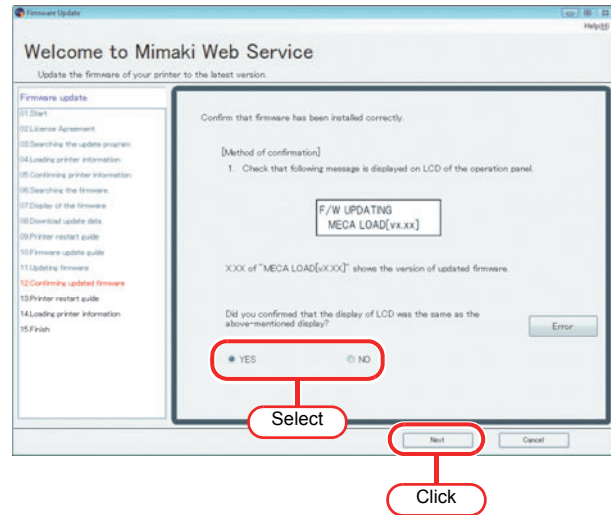 Firmware Update
Help(H)
Welcome to Mimaki Web Service
Update the firmware of your printer to the latest version.
Firmware update
01.Start
02.License Agreement
03.Searching the update program
04.Loading printer information
05.Confirming printer information
06.Searching the firmware
07.Display of the firmware
08.Download update data
09.Printer restart guide
10.Firmware update guide
11.Updating firmware
12.Confirming updated firmware
13.Printer restart guide
14.Loading printer information
15.Finish
Confirm that firmware has been installed correctly.
[Method of confirmation]
1. Check that following message is displayed on LCD of the operation panel.
F/W UPDATING
MECA LOAD[vx.xx]
X.XX of "MECA LOAD[vX.XX]" shows the version of updated firmware.
Did you confirmed that the display of LCD was the same as the
above-mentioned display?
Error
YES
NO
Select
Next
Cancel
Click